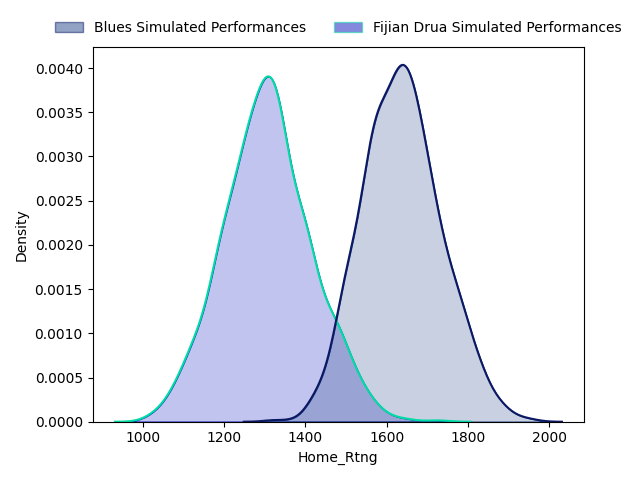 Blues Simulated Performances Fijian Drua Simulated Performances
0.0040
0.0035
0.0030
0.0025
0.0020
0.0015
0.0010
0.0005
0.0000
Density
1000 1200 1400 1600 1800 2000
Home_Rtng